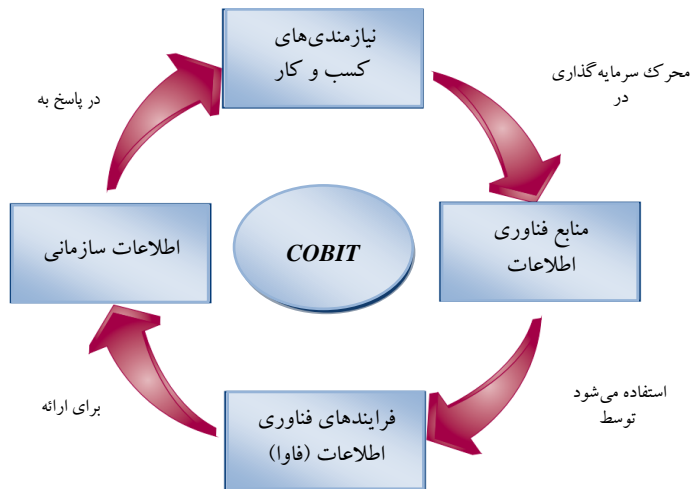 نیازمندی‌های
کسب و کار
محرک سرمایه‌گذاری
در
منابع فناوری
اطلاعات
استفاده می‌شود
توسط
فرایندهای فناوری
اطلاعات (فاوا)
برای ارائه
اطلاعات سازمانی
در پاسخ به
COBIT